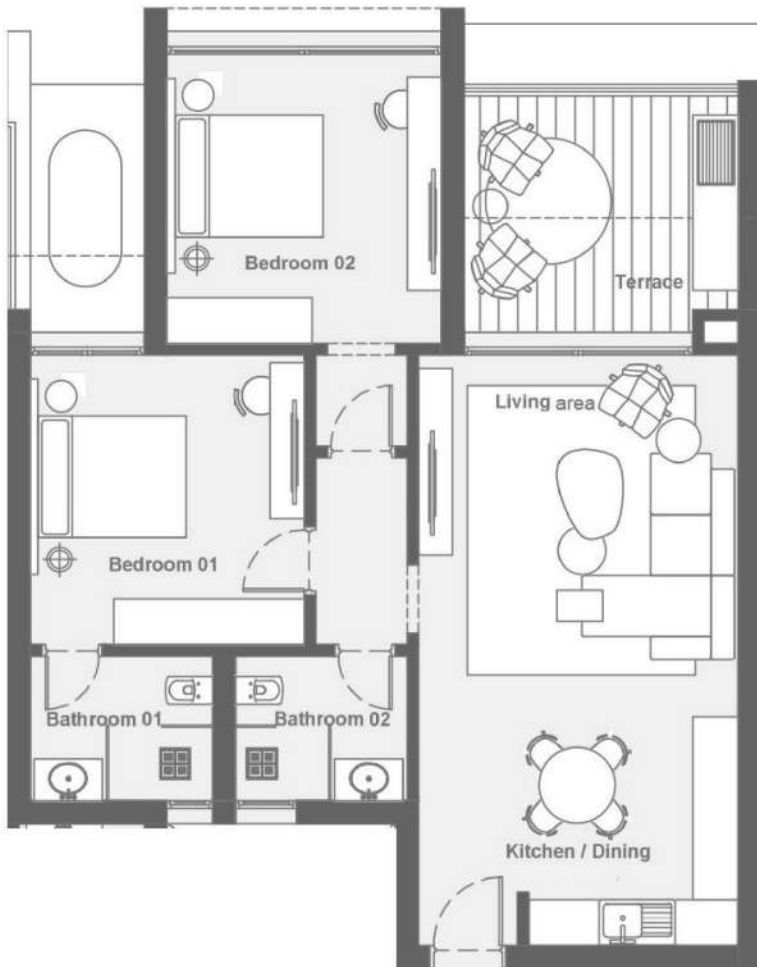 Bedroom 02
Terrace
Living area
Bedroom 01
Bathroom 01
Bathroom 02
Kitchen / Dining